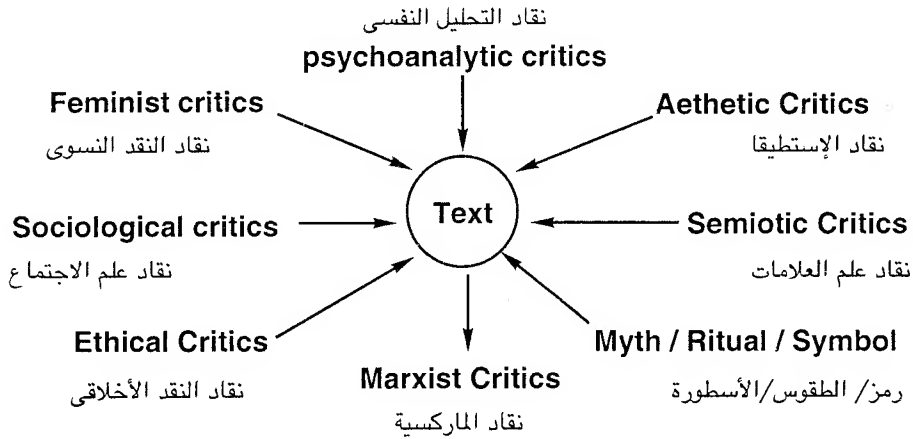 نقاد التحليل النفسى
psychoanalytic critics
Feminist critics
نقاد النقد النسوى
Aethetic Critics
نقاد الإستطيقا
Text
Sociological critics
نقاد علم الاجتماع
Semiotic Critics
نقاد علم العلامات
Ethical Critics
نقاد النقد الأخلاقى
Marxist Critics
نقاد الماركسية
Myth / Ritual / Symbol
رمز/ الطقوس/الأسطورة